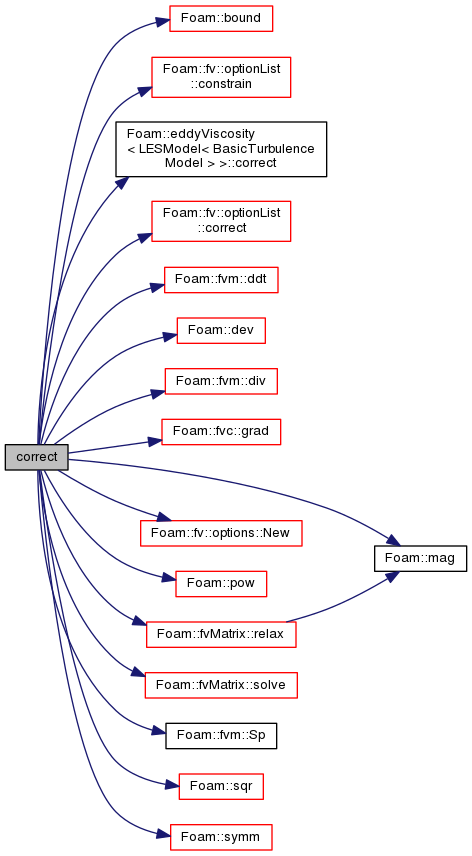 Foam::bound
Foam::fv::optionList
::constrain
Foam::eddyViscosity
< LESModel< BasicTurbulence
Model > >::correct
Foam::fv::optionList
::correct
Foam::fvm::ddt
Foam::dev
Foam::fvm::div
Foam::fvc::grad
correct
Foam::fv::options::New
Foam::mag
Foam::pow
Foam::fvMatrix::relax
Foam::fvMatrix::solve
Foam::fvm::Sp
Foam::sqr
Foam::symm